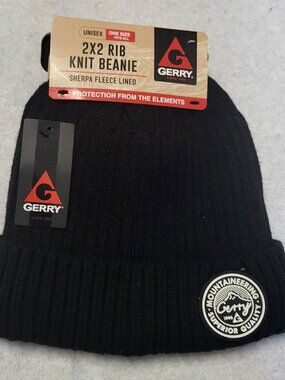 UNISEX ONE SIZE
FITS ALL
2X2 RIB
KNIT BEANIE
SHERPA FLEECE LINED
GERRY
PROTECTION FROM THE ELEMENTS
GERRY
MOUNTAINEERING
Gerry
1946
SUPERIOR QUALITY